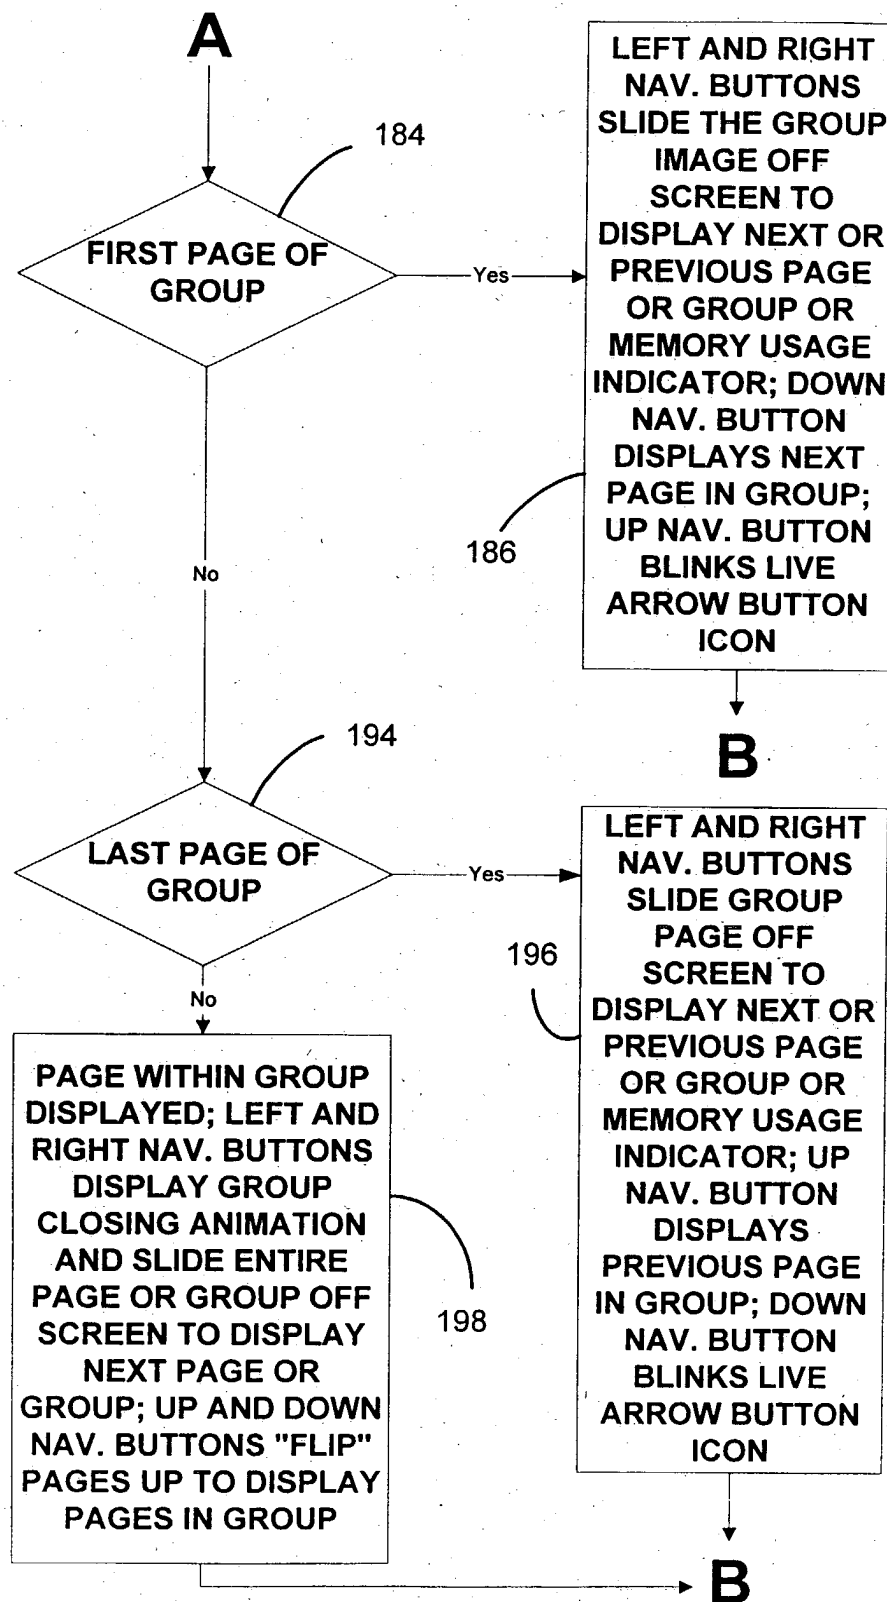 A
184
FIRST PAGE OF
GROUP
Yes
LEFT AND RIGHT
NAV. BUTTONS
SLIDE THE GROUP
IMAGE OFF
SCREEN TO
DISPLAY NEXT OR
PREVIOUS PAGE
OR GROUP OR
MEMORY USAGE
INDICATOR; DOWN
NAV. BUTTON
DISPLAYS NEXT
PAGE IN GROUP;
UP NAV. BUTTON
BLINKS LIVE
ARROW BUTTON
ICON
186
No
B
194
LAST PAGE OF
GROUP
Yes
LEFT AND RIGHT
NAV. BUTTONS
SLIDE GROUP
PAGE OFF
SCREEN TO
DISPLAY NEXT OR
PREVIOUS PAGE
OR GROUP OR
MEMORY USAGE
INDICATOR; UP
NAV. BUTTON
DISPLAYS
PREVIOUS PAGE
IN GROUP; DOWN
NAV. BUTTON
BLINKS LIVE
ARROW BUTTON
ICON
196
No
PAGE WITHIN GROUP
DISPLAYED; LEFT AND
RIGHT NAV. BUTTONS
DISPLAY GROUP
CLOSING ANIMATION
AND SLIDE ENTIRE
PAGE OR GROUP OFF
SCREEN TO DISPLAY
NEXT PAGE OR
GROUP; UP AND DOWN
NAV. BUTTONS "FLIP"
PAGES UP TO DISPLAY
PAGES IN GROUP
198
B